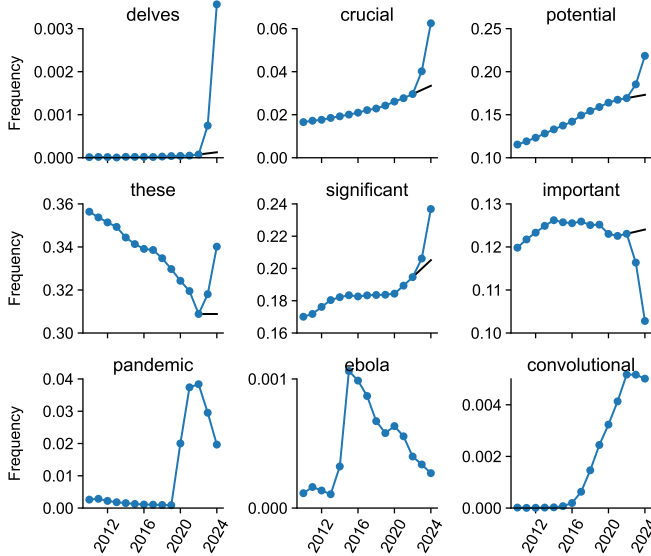 delves crucial potential
Frequency
0.003 0.06 0.25
0.002 0.04 0.20
0.001 0.02 0.15
0.000 0.00 0.10
these significant important
Frequency
0.36 0.24 0.13
0.34 0.20 0.12
0.32 0.18 0.11
0.30 0.16 0.10
pandemic ebola convolutional
Frequency
0.04 0.001
0.03 0.004
0.02 0.002
0.01
0.00 0.000 0.000
2012 2016 2020 2024 2012 2016 2020 2024 2012 2016 2020 2024